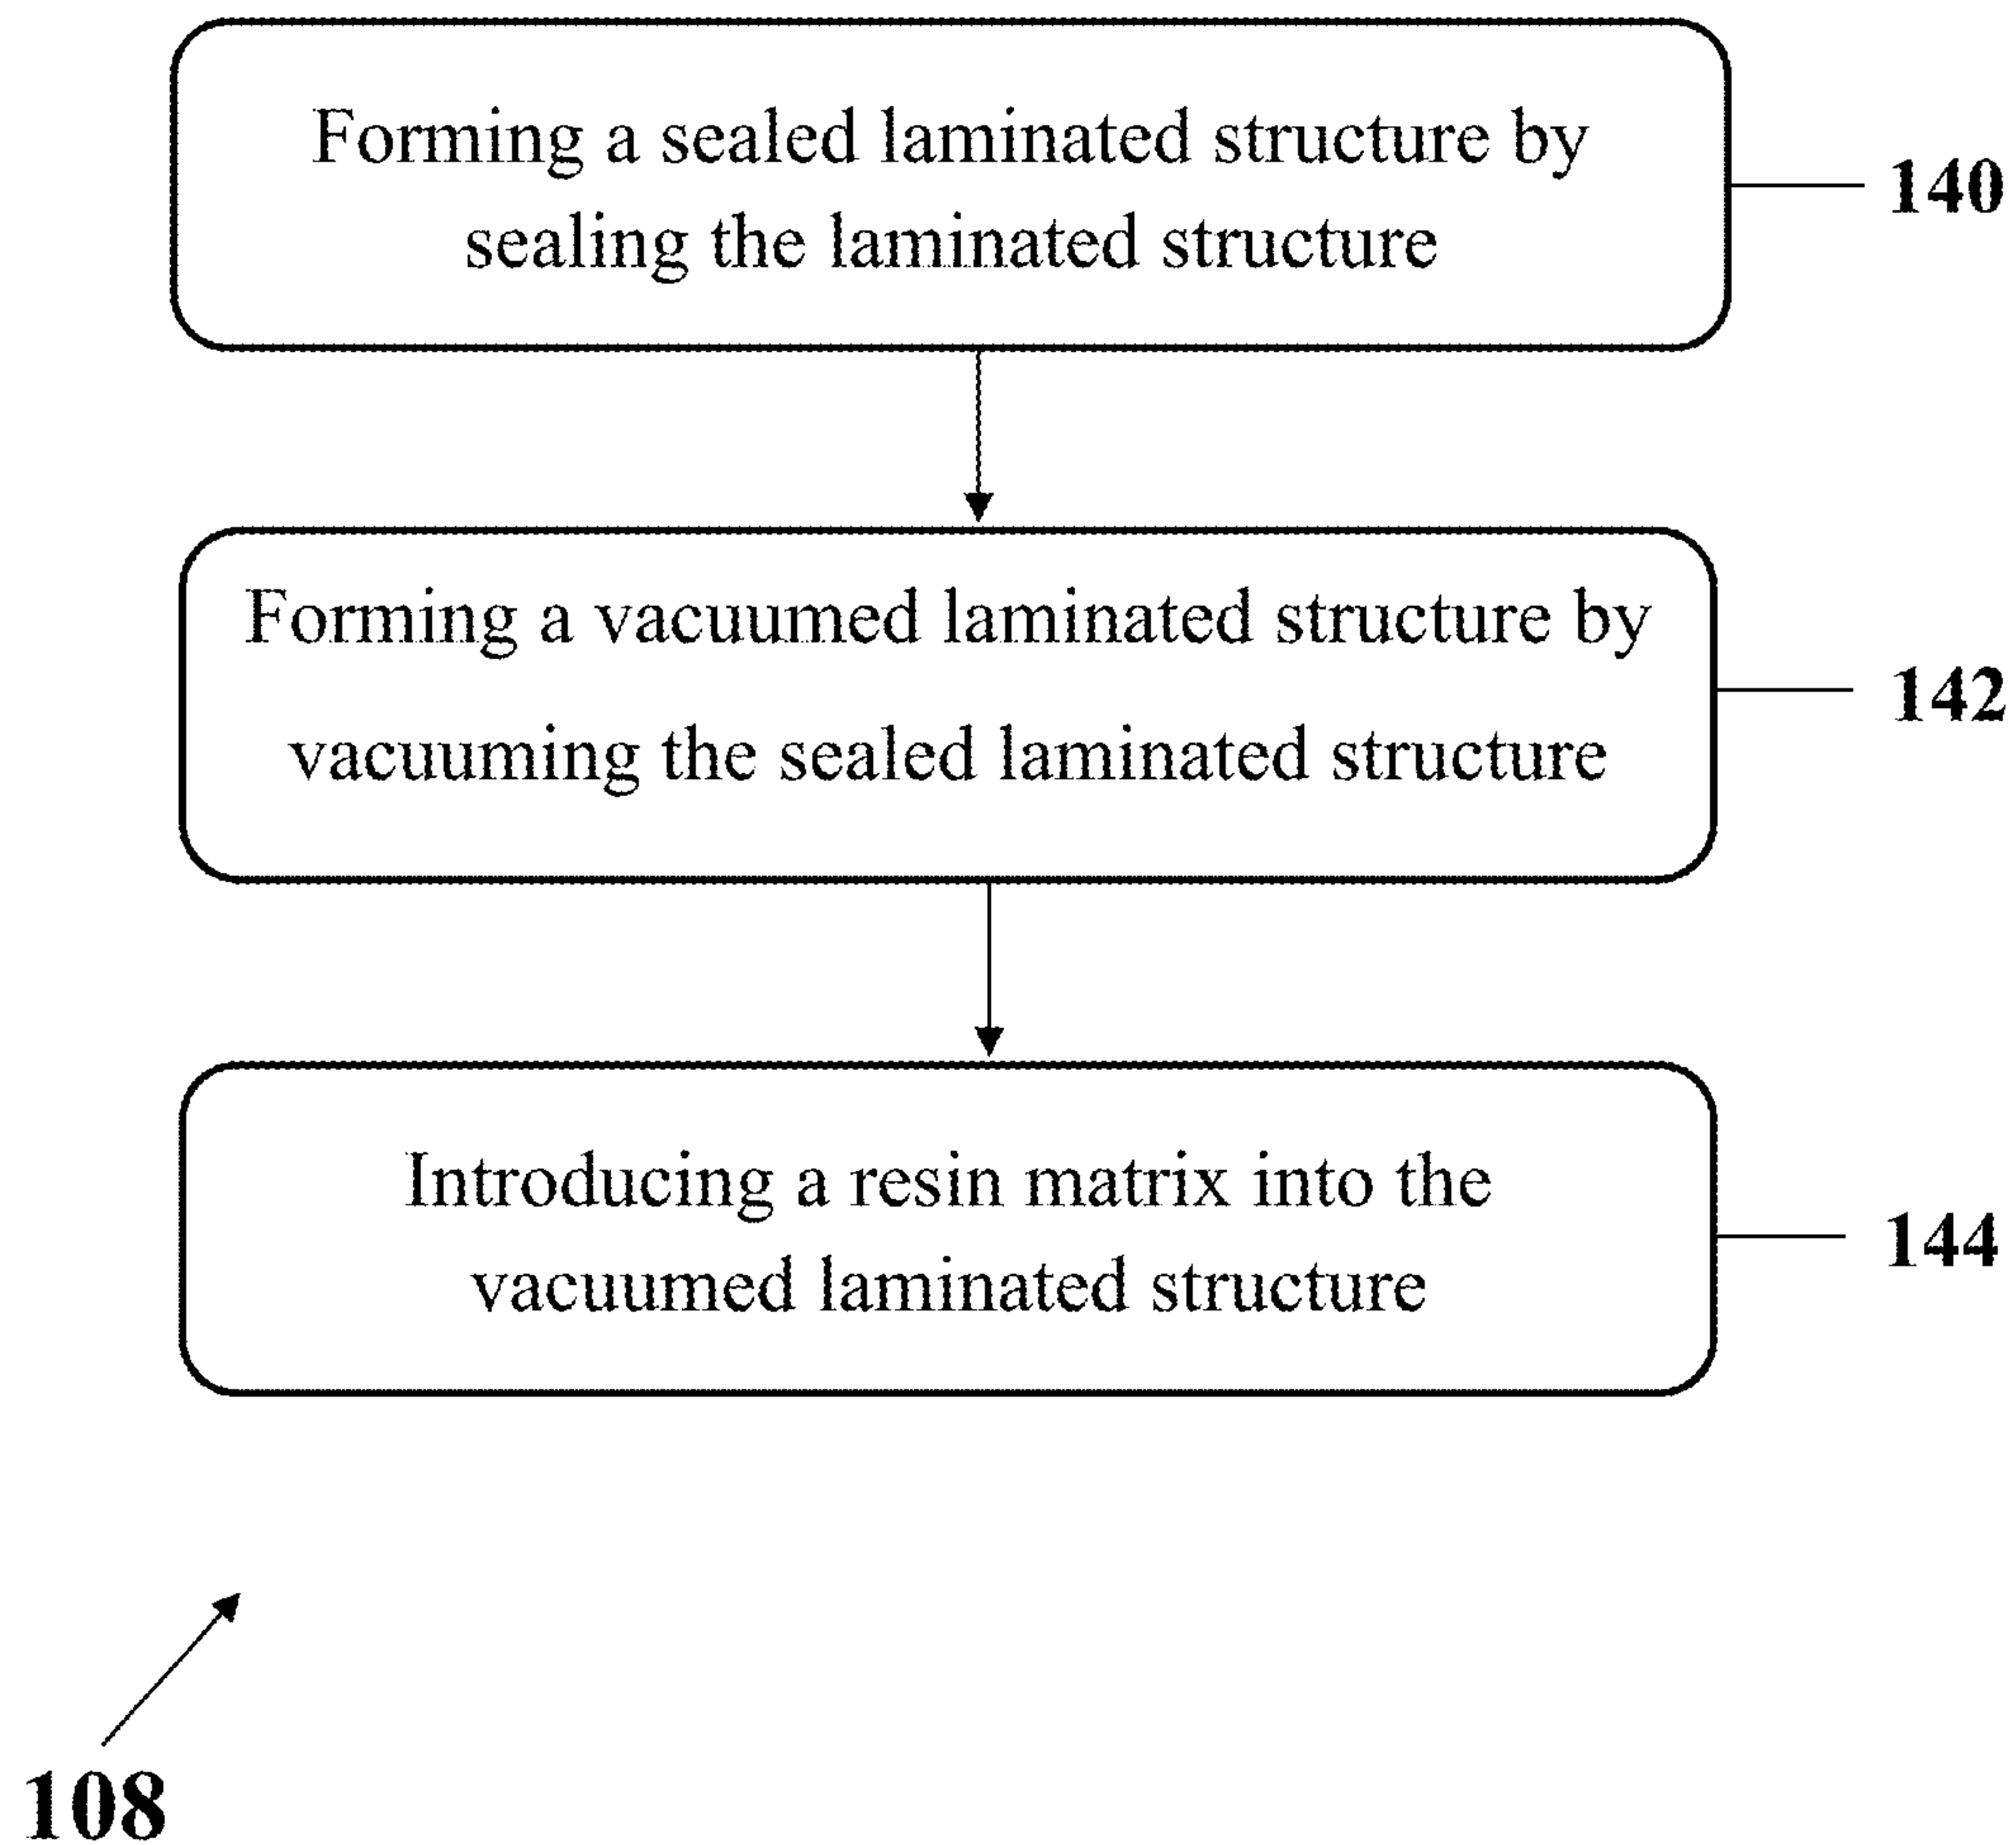 Forming a sealed laminated structure by
sealing the laminated structure
140
Forming a vacuumed laminated structure by
vacuuming the sealed laminated structure
142
Introducing a resin matrix into the
vacuumed laminated structure
144
108